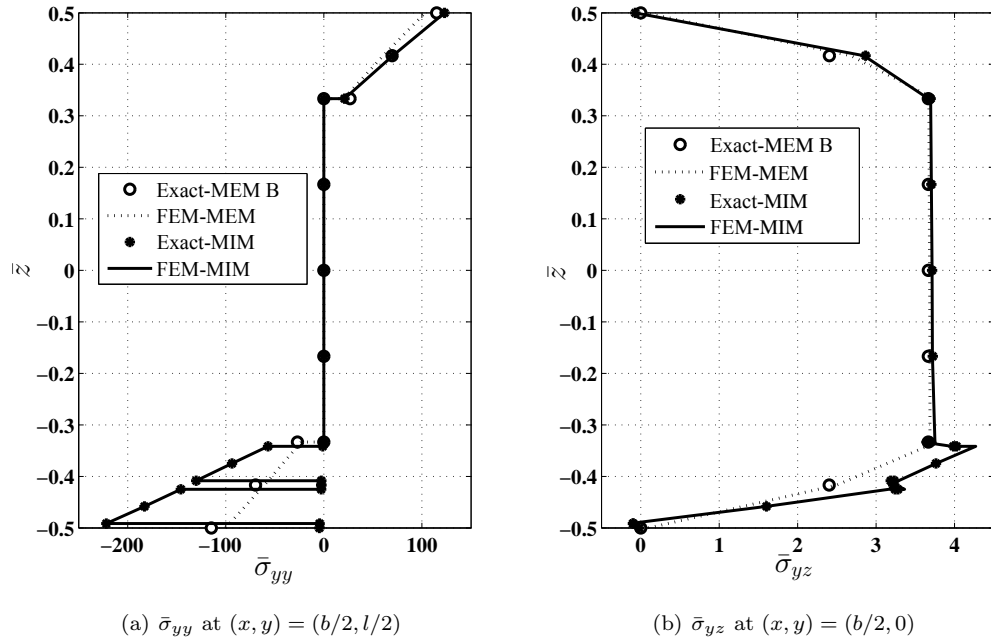 0.5
0.4
0.3
0.2
0.1
0
−0.1
−0.2
−0.3
−0.4
−0.5
z̄
Exact-MEM B
FEM-MEM
Exact-MIM
FEM-MIM
−200 −100 0 100
σ̄yy
(a) σ̄yy at (x, y) = (b/2, l/2)
0.5
0.4
0.3
0.2
0.1
0
−0.1
−0.2
−0.3
−0.4
−0.5
z̄
Exact-MEM B
FEM-MEM
Exact-MIM
FEM-MIM
0 1 2 3 4
σ̄yz
(b) σ̄yz at (x, y) = (b/2, 0)